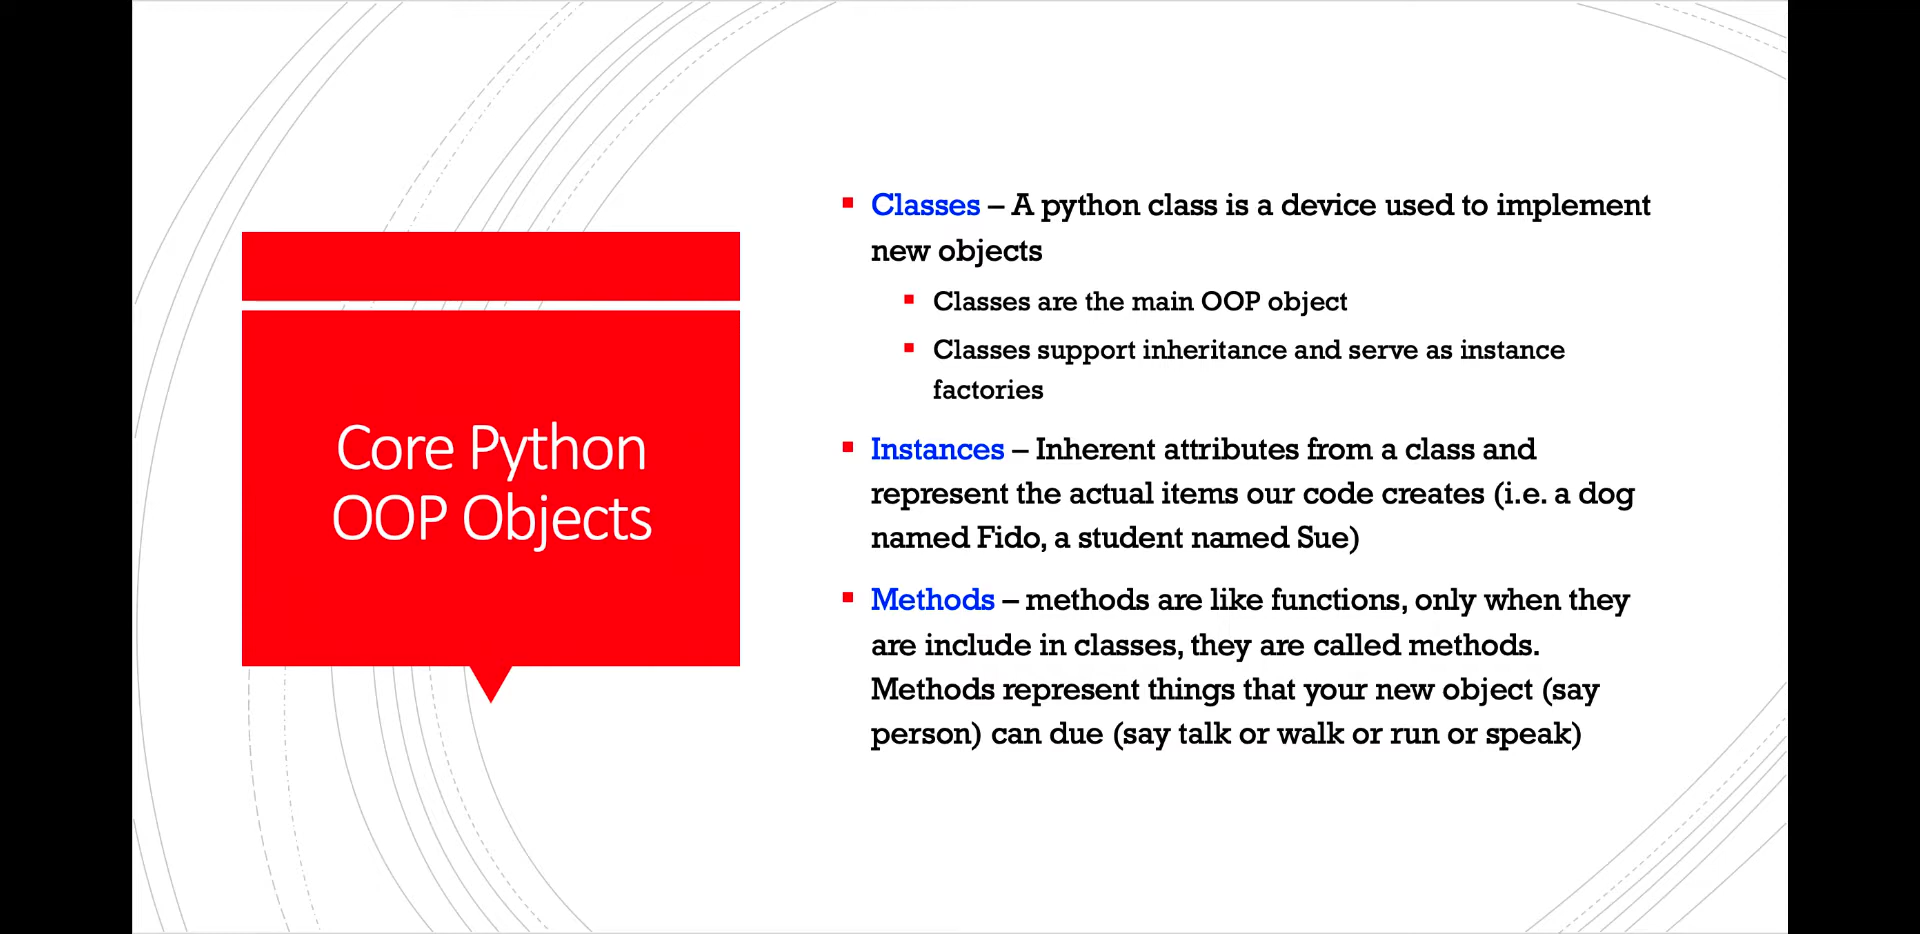 Core Python
OOP Objects
Classes – A python class is a device used to implement
new objects
Classes are the main OOP object
Classes support inheritance and serve as instance
factories
Instances – Inherent attributes from a class and
represent the actual items our code creates (i.e. a dog
named Fido, a student named Sue)
Methods – methods are like functions, only when they
are include in classes, they are called methods.
Methods represent things that your new object (say
person) can due (say talk or walk or run or speak)